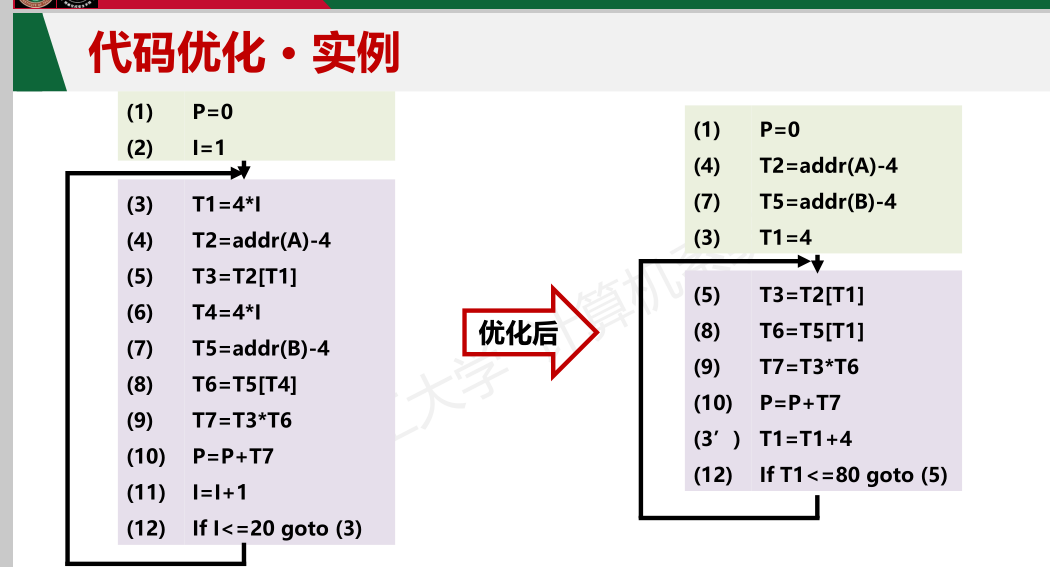 代码优化·实例
(1) P=0
(2) I=1
(3) T1=4*I
(4) T2=addr(A)-4
(5) T3=T2[T1]
(6) T4=4*I
(7) T5=addr(B)-4
(8) T6=T5[T4]
(9) T7=T3*T6
(10) P=P+T7
(11) I=I+1
(12) If I<=20 goto (3)
优化后
(1) P=0
(4) T2=addr(A)-4
(7) T5=addr(B)-4
(3) T1=4
(5) T3=T2[T1]
(8) T6=T5[T1]
(9) T7=T3*T6
(10) P=P+T7
(3’) T1=T1+4
(12) If T1<=80 goto (5)